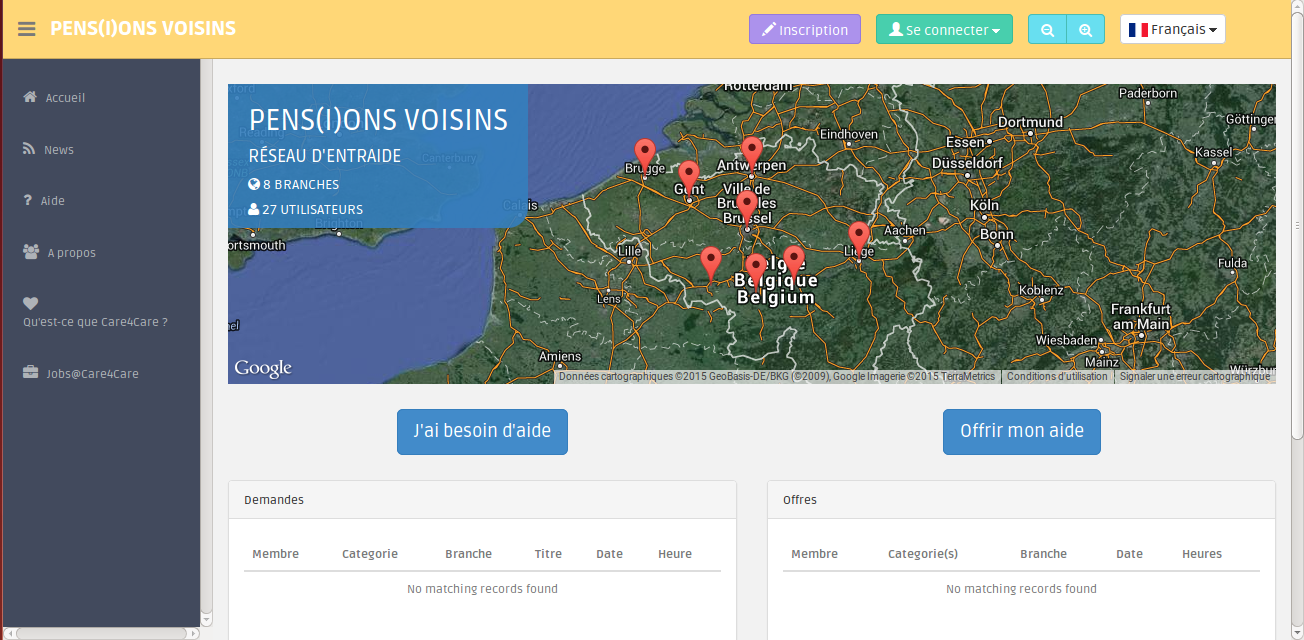 PENS(I)ONS VOISINS
Inscription
Se connecter
Français
Accueil
News
Aide
A propos
Qu'est-ce que Care4Care ?
Jobs@Care4Care
PENS(I)ONS VOISINS
RÉSEAU D'ENTRAIDE
8 BRANCHES
27 UTILISATEURS
Rotterdam
Paderborn
Dortmund
Göttingen
Eindhoven
Essen
Kassel
Canterbury
Brugge
Antwerpen
Düsseldorf
Gent
Ville de
Bruxelles
Brussel
Calais
Köln
Brighton
ortsmouth
Lille
Liège
Aachen
Bonn
Fulda
België
Belgique
Belgium
Lens
Koblenz
Frankfurt
am Main
Wiesbaden
Amiens
Mainz
Würzbu
Google
Données cartographiques ©2015 GeoBasis-DE/BKG (©2009), Google Imagerie ©2015 TerraMetrics
Conditions d'utilisation
Signaler une erreur cartographique
J'ai besoin d'aide
Offrir mon aide
Demandes
Membre Categorie Branche Titre Date Heure
No matching records found
Offres
Membre Categorie(s) Branche Date Heures
No matching records found